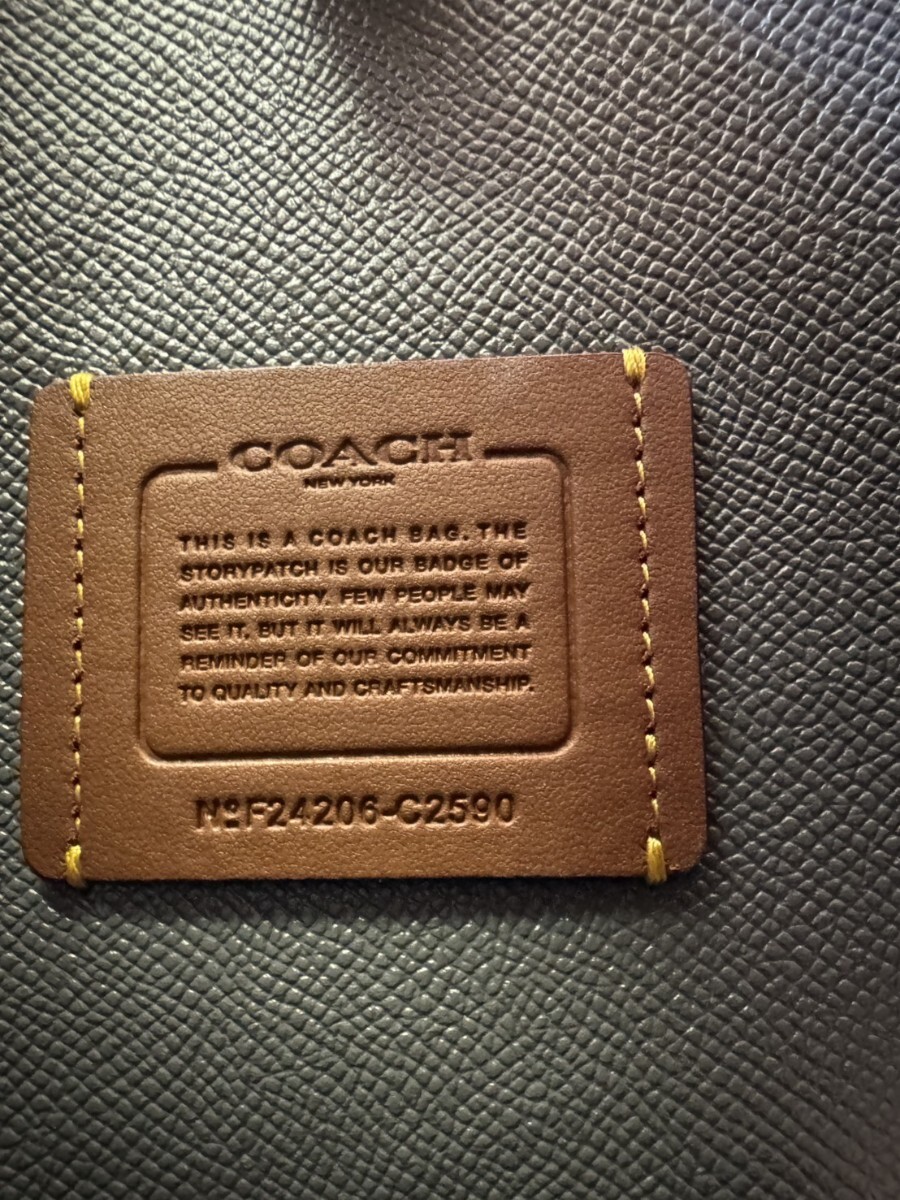 COACH
NEW YORK
THIS IS A COACH BAG. THE
STORYPATCH IS OUR BADGE OF
AUTHENTICITY. FEW PEOPLE MAY
SEE IT, BUT IT WILL ALWAYS BE A
REMINDER OF OUR COMMITMENT
TO QUALITY AND CRAFTSMANSHIP.
NºF24206-C2590